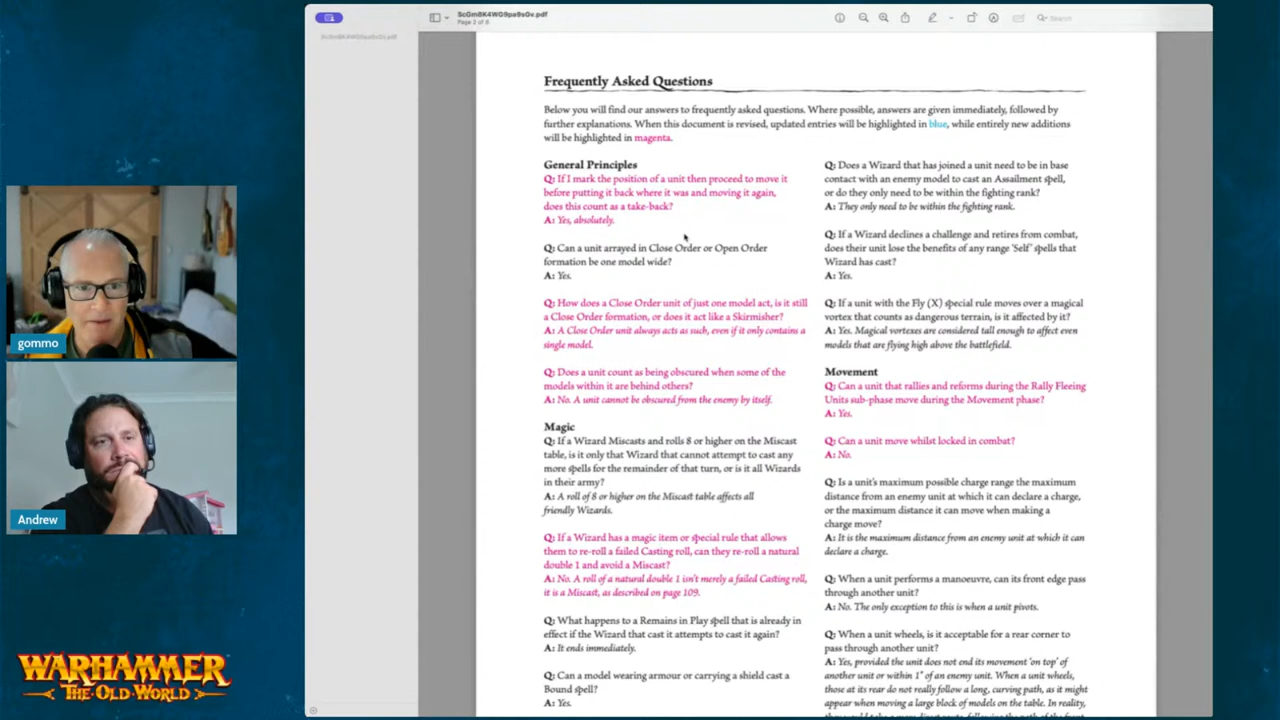 ScGm8K4WG9pa9sGv.pdf
Page 2 of 8
Search
Frequently Asked Questions
Below you will find our answers to frequently asked questions. Where possible, answers are given immediately, followed by
further explanations. When this document is revised, updated entries will be highlighted in blue, while entirely new additions
will be highlighted in magenta.
General Principles
Q: If I mark the position of a unit then proceed to move it
before putting it back where it was and moving it again,
does this count as a take-back?
A: Yes, absolutely.
Q: Can a unit arrayed in Close Order or Open Order
formation be one model wide?
A: Yes.
Q: How does a Close Order unit of just one model act, is it still
a Close Order formation, or does it act like a Skirmisher?
A: A Close Order unit always acts as such, even if it only contains a
single model.
Q: Does a unit count as being obscured when some of the
models within it are behind others?
A: No. A unit cannot be obscured from the enemy by itself.
Magic
Q: If a Wizard Miscasts and rolls 8 or higher on the Miscast
table, is it only that Wizard that cannot attempt to cast any
more spells for the remainder of that turn, or is it all Wizards
in their army?
A: A roll of 8 or higher on the Miscast table affects all
friendly Wizards.
Q: If a Wizard has a magic item or special rule that allows
them to re-roll a failed Casting roll, can they re-roll a natural
double 1 and avoid a Miscast?
A: No. A roll of a natural double 1 isn't merely a failed Casting roll,
it is a Miscast, as described on page 109.
Q: What happens to a Remains in Play spell that is already in
effect if the Wizard that cast it attempts to cast it again?
A: It ends immediately.
Q: Can a model wearing armour or carrying a shield cast a
Bound spell?
A: Yes.
Q: Does a Wizard that has joined a unit need to be in base
contact with an enemy model to cast an Assailment spell,
or do they only need to be within the fighting rank?
A: They only need to be within the fighting rank.
Q: If a Wizard declines a challenge and retires from combat,
does their unit lose the benefits of any range 'Self' spells that
Wizard has cast?
A: Yes.
Q: If a unit with the Fly (X) special rule moves over a magical
vortex that counts as dangerous terrain, is it affected by it?
A: Yes. Magical vortexes are considered tall enough to affect even
models that are flying high above the battlefield.
Movement
Q: Can a unit that rallies and reforms during the Rally Fleeing
Units sub-phase move during the Movement phase?
A: Yes.
Q: Can a unit move whilst locked in combat?
A: No.
Q: Is a unit's maximum possible charge range the maximum
distance from an enemy unit at which it can declare a charge,
or the maximum distance it can move when making a
charge move?
A: It is the maximum distance from an enemy unit at which it can
declare a charge.
Q: When a unit performs a manoeuvre, can its front edge pass
through another unit?
A: No. The only exception to this is when a unit pivots.
Q: When a unit wheels, is it acceptable for a rear corner to
pass through another unit?
A: Yes, provided the unit does not end its movement 'on top' of
another unit or within 1" of an enemy unit. When a unit wheels,
those at its rear do not really follow a long, curving path, as it might
appear when moving a large block of models on the table. In reality,
gommo
Andrew
WARHAMMER
THE OLD WORLD